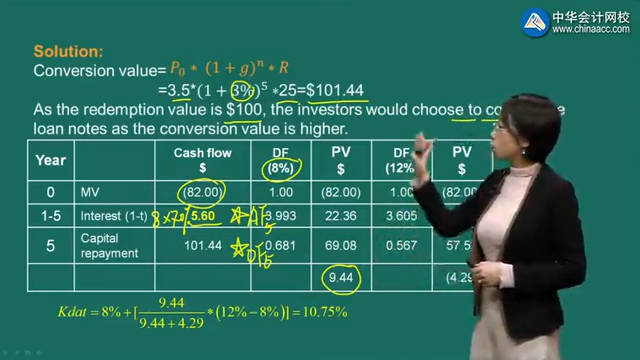 中华会计网校
www.chinaacc.com
Solution:
Conversion value= P₀ * (1 + g)ⁿ * R
=3.5*(1 + 3%)⁵ *25=$101.44
As the redemption value is $100, the investors would choose to
loan notes as the conversion value is higher.
Year Cash flow $ DF (8%) PV $ DF (12% PV $
0 MV (82.00) 1.00 (82.00) 1.00 (82.00
1-5 Interest (1-t) 8×70% 5.60 ☆AF5 3.993 22.36 3.605
5 Capital repayment 101.44 ☆DF5 0.681 69.08 0.567 57.5
9.44 (4.29
Kdat = 8% + [9.44 / (9.44 + 4.29) * (12% − 8%)] = 10.75%